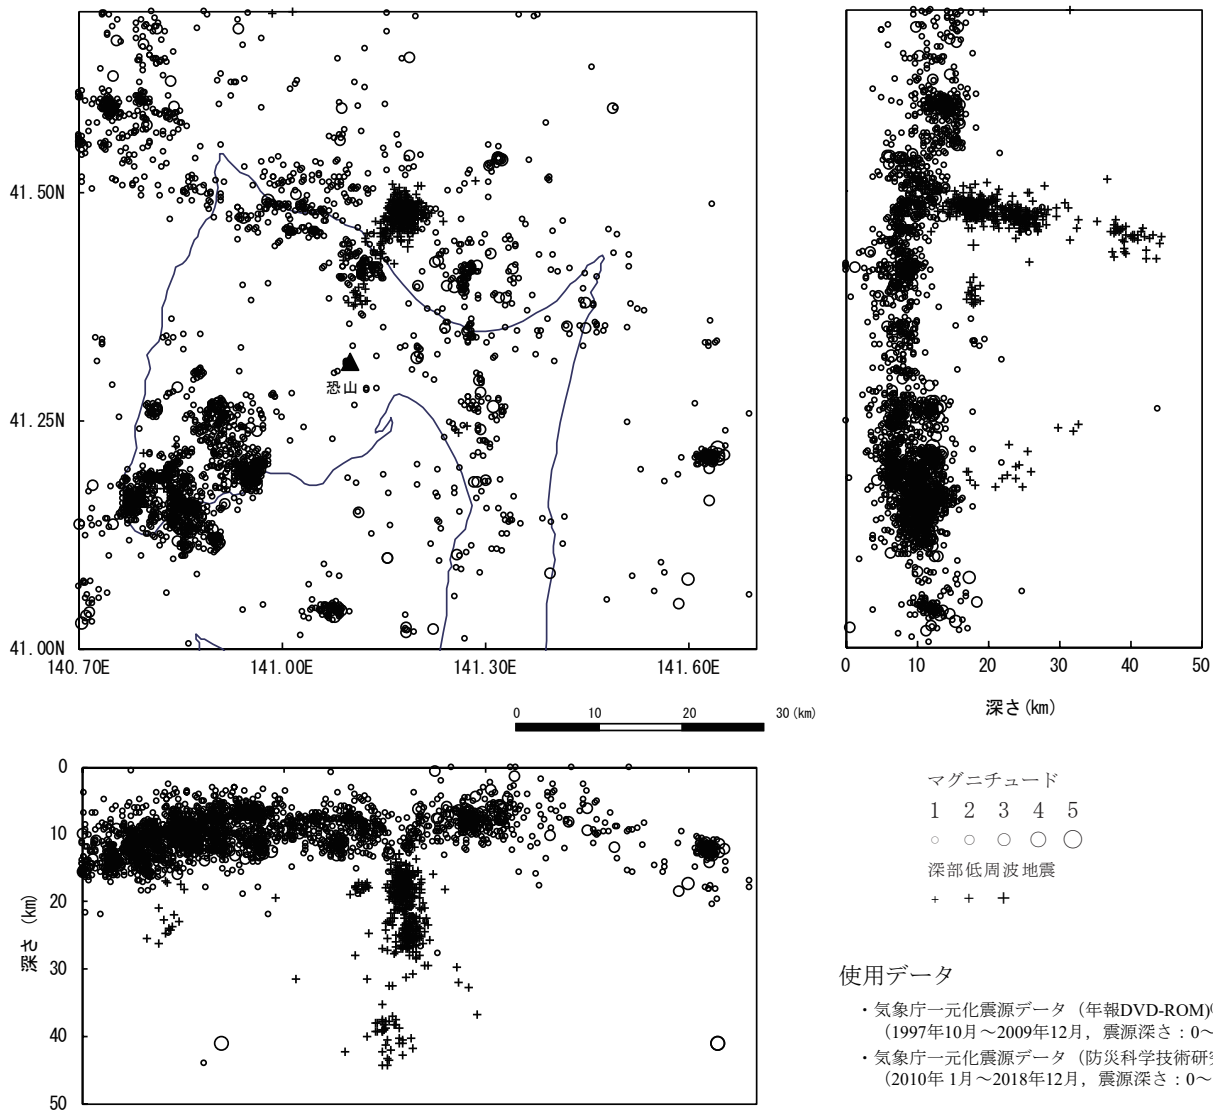 41.50N
恐山
41.25N
41.00N
140.70E 141.00E 141.30E 141.60E
0 10 20 30 40 50
深さ(km)
0 10 20 30 (km)
0
10
20
30
40
50
深さ (km)
マグニチュード
1 2 3 4 5
深部低周波地震
使用データ
・気象庁一元化震源データ（年報DVD-ROM)
（1997年10月～2009年12月，震源深さ：0～
・気象庁一元化震源データ（防災科学技術研
（2010年 1月～2018年12月，震源深さ：0～